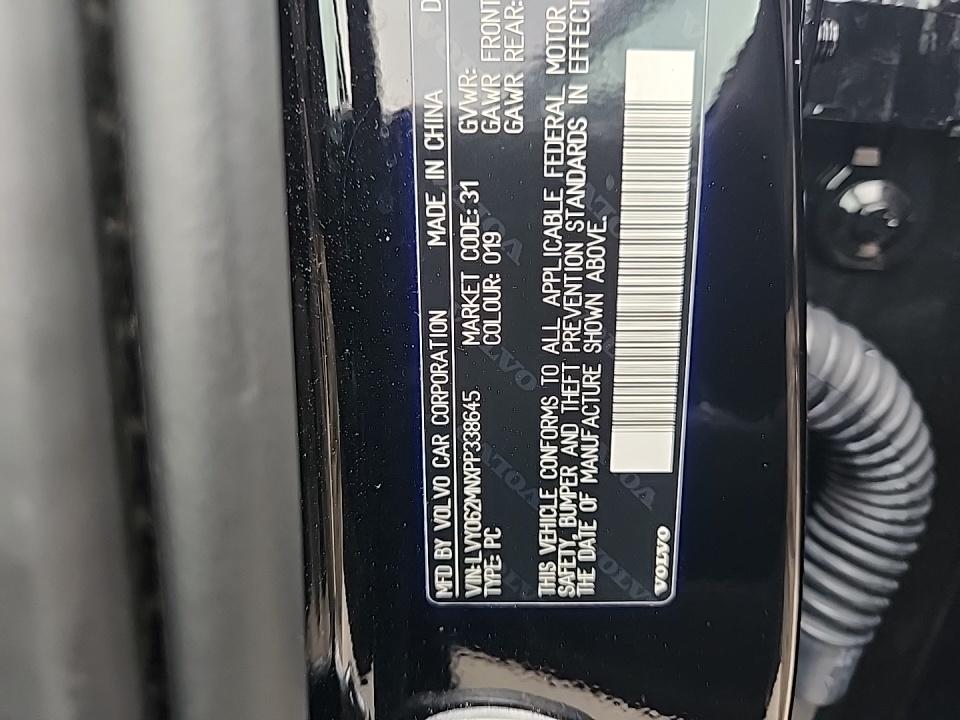 MFD BY VOLVO CAR CORPORATION MADE IN CHINA D
VIN: LVY062MNXPP338645 MARKET CODE: 31 GVWR:
TYPE: PC COLOUR: 019 GAWR FRONT
GAWR REAR:
THIS VEHICLE CONFORMS TO ALL APPLICABLE FEDERAL MOTOR
SAFETY, BUMPER AND THEFT PREVENTION STANDARDS IN EFFECT
THE DATE OF MANUFACTURE SHOWN ABOVE.
VOLVO